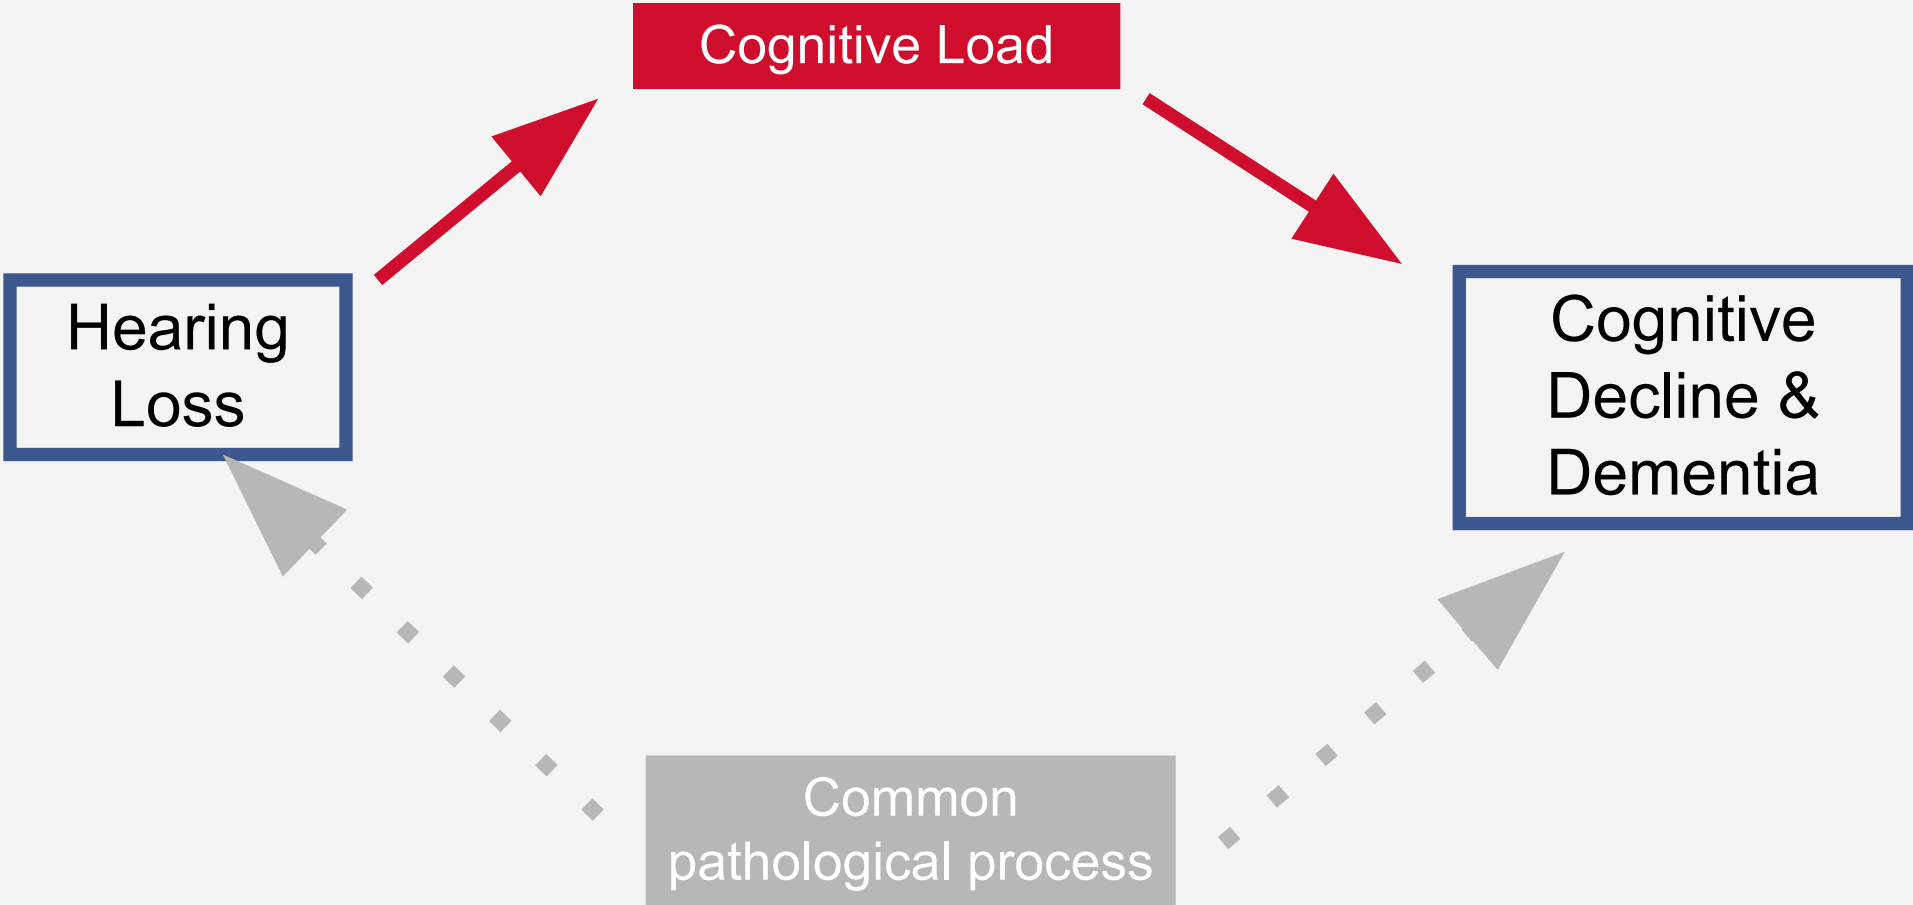 Cognitive Load
Hearing
Loss
Cognitive
Decline &
Dementia
Common
pathological process